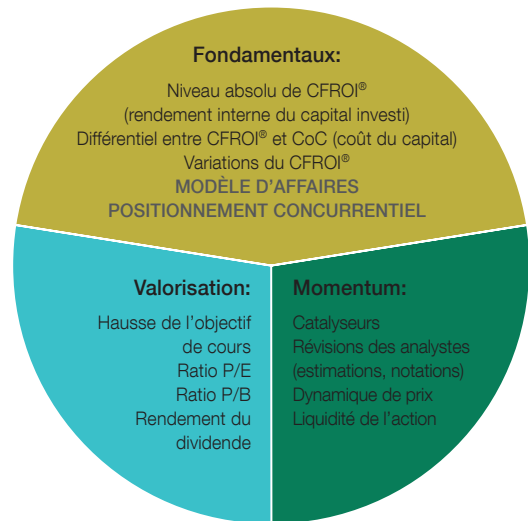 Fondamentaux:
Niveau absolu de CFROI®
(rendement interne du capital investi)
Différentiel entre CFROI® et CoC (coût du capital)
Variations du CFROI®
MODÈLE D'AFFAIRES
POSITIONNEMENT CONCURRENTIEL
Valorisation:
Hausse de l'objectif
de cours
Ratio P/E
Ratio P/B
Rendement du
dividende
Momentum:
Catalyseurs
Révisions des analystes
(estimations, notations)
Dynamique de prix
Liquidité de l'action